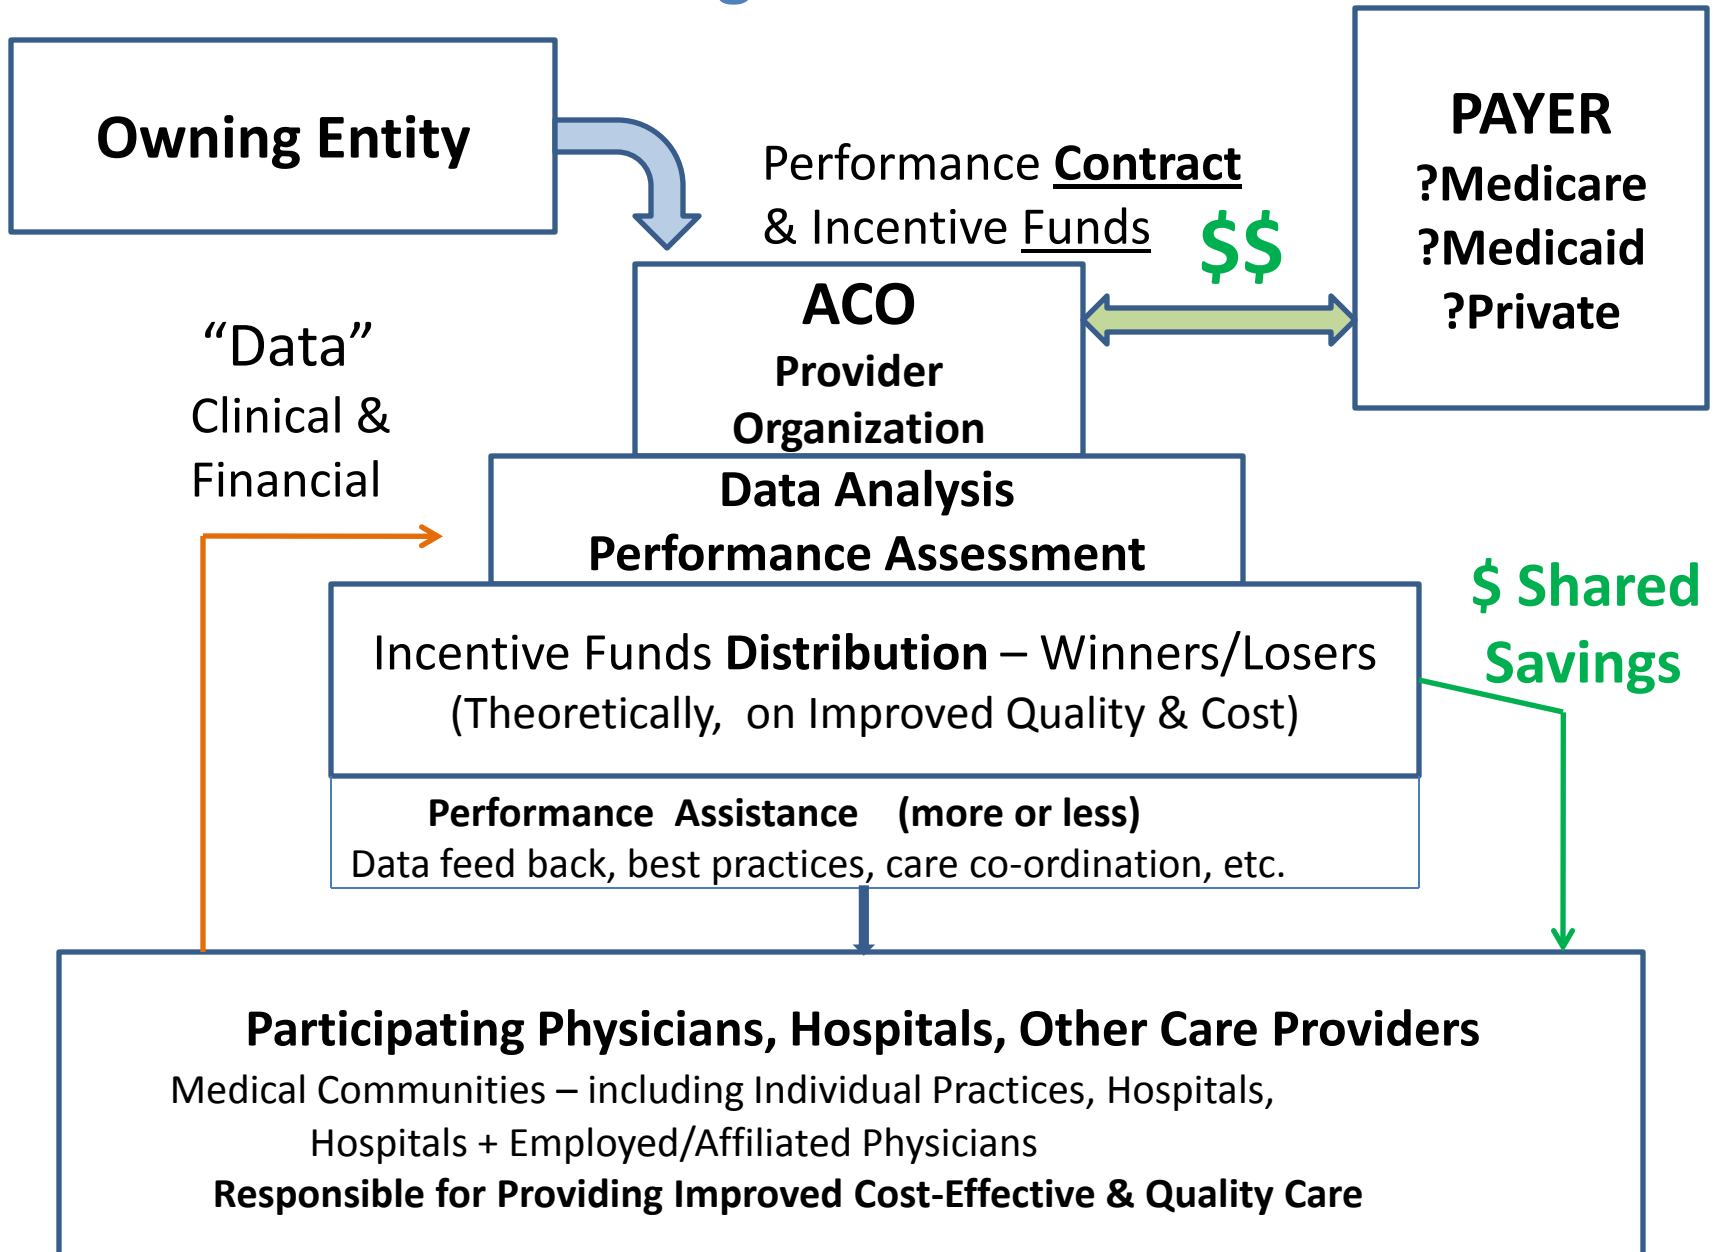 Owning Entity
PAYER
?Medicare
?Medicaid
?Private
Performance Contract
& Incentive Funds
$$
ACO
Provider
Organization
“Data”
Clinical &
Financial
Data Analysis
Performance Assessment
Incentive Funds Distribution – Winners/Losers
(Theoretically, on Improved Quality & Cost)
$ Shared
Savings
Performance Assistance (more or less)
Data feed back, best practices, care co-ordination, etc.
Participating Physicians, Hospitals, Other Care Providers
Medical Communities – including Individual Practices, Hospitals,
Hospitals + Employed/Affiliated Physicians
Responsible for Providing Improved Cost-Effective & Quality Care